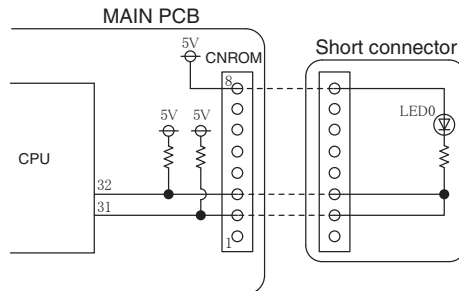 MAIN PCB
5V
CNROM
Short connector
8
LED0
5V
5V
CPU
32
31
1